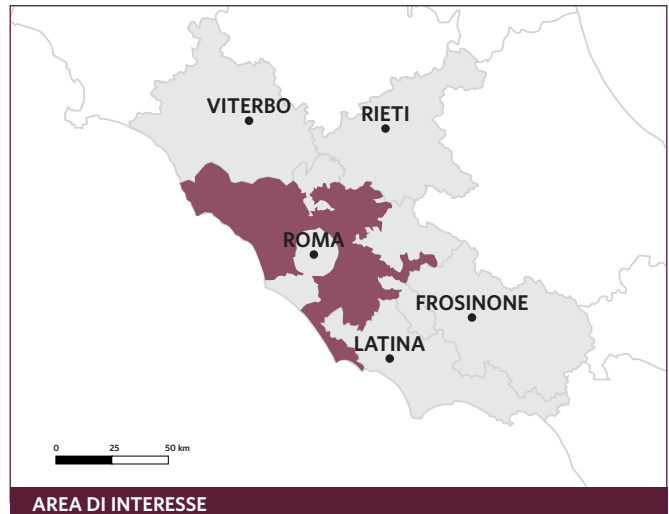 VITERBO
RIETI
ROMA
FROSINONE
LATINA
0 25 50 km
AREA DI INTERESSE